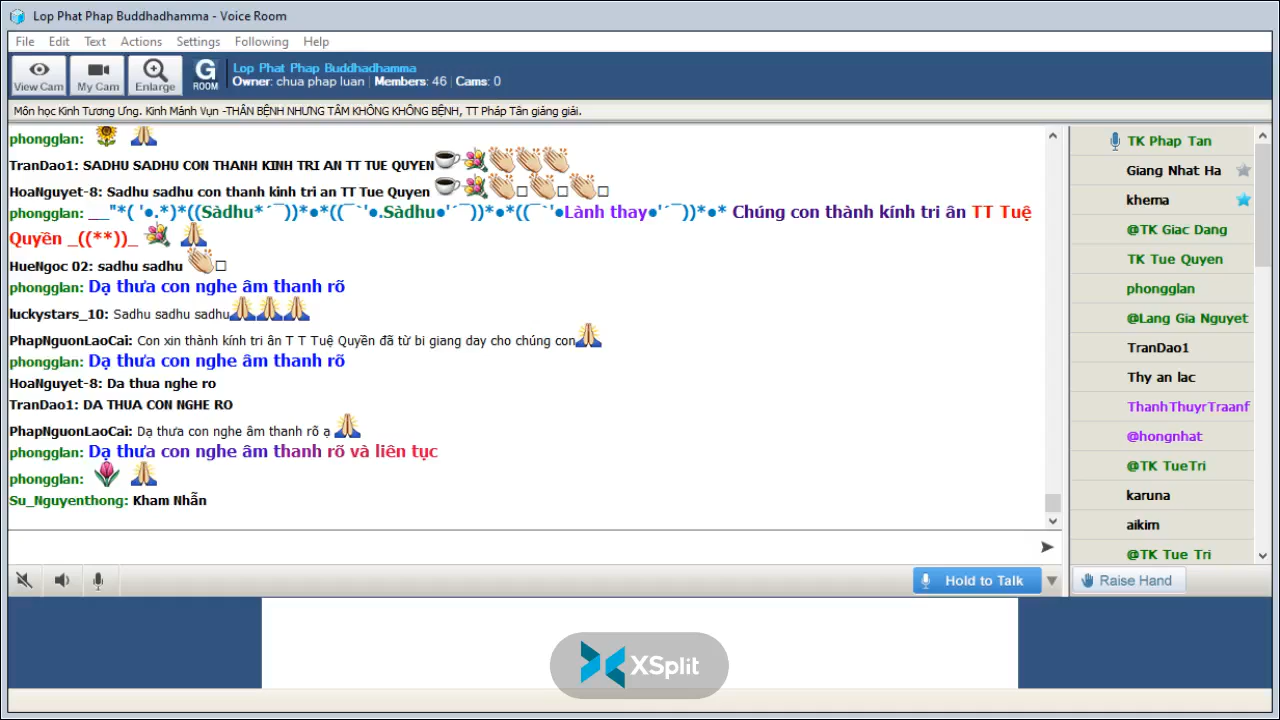 Lop Phat Phap Buddhadhamma - Voice Room
File Edit Text Actions Settings Following Help
View Cam My Cam Enlarge G ROOM
Lop Phat Phap Buddhadhamma
Owner: chua phap luan | Members: 46 | Cams: 0
Môn học Kinh Tương Ưng. Kinh Mảnh Vụn -THÂN BỆNH NHƯNG TÂM KHÔNG KHÔNG BỆNH, TT Pháp Tân giảng giải.
phongglan:
TranDao1: SADHU SADHU CON THANH KINH TRI AN TT TUE QUYEN
HoaNguyet-8: Sadhu sadhu con thanh kinh tri an TT Tue Quyen
phongglan: __"*( '●.*)*((Sàdhu*´¯))*●*((¯`'●.Sàdhu●'´¯))*●*((¯`'●Lành thay●'´¯))*●* Chúng con thành kính tri ân TT Tuệ
Quyền _((**))_
HueNgoc 02: sadhu sadhu
phongglan: Dạ thưa con nghe âm thanh rõ
luckystars_10: Sadhu sadhu sadhu
PhapNguonLaoCai: Con xin thành kính tri ân T T Tuệ Quyền đã từ bi giang day cho chúng con
phongglan: Dạ thưa con nghe âm thanh rõ
HoaNguyet-8: Da thua nghe ro
TranDao1: DA THUA CON NGHE RO
PhapNguonLaoCai: Dạ thưa con nghe âm thanh rõ ạ
phongglan: Dạ thưa con nghe âm thanh rõ và liên tục
phongglan:
Su_Nguyenthong: Kham Nhẫn
Hold to Talk
TK Phap Tan
Giang Nhat Ha
khema
@TK Giac Dang
TK Tue Quyen
phongglan
@Lang Gia Nguyet
TranDao1
Thy an lac
ThanhThuyrTraanf
@hongnhat
@TK TueTri
karuna
aikim
@TK Tue Tri
Raise Hand
XSplit